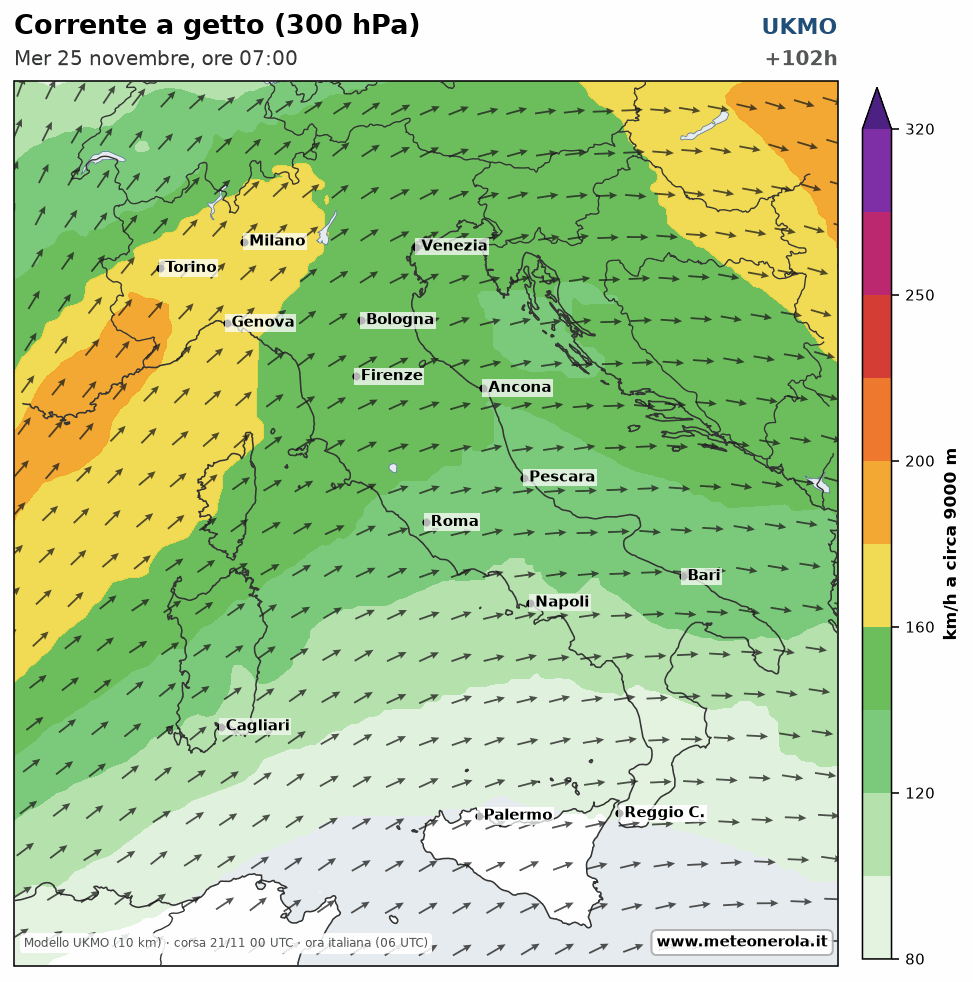 Corrente a getto (300 hPa)
UKMO
Mer 25 novembre, ore 07:00
+102h
320
250
200
160
120
80
km/h a circa 9000 m
Milano
Venezia
Torino
Genova
Bologna
Firenze
Ancona
Pescara
Roma
Bari
Napoli
Cagliari
Palermo
Reggio C.
Modello UKMO (10 km) · corsa 21/11 00 UTC · ora italiana (06 UTC)
www.meteonerola.it